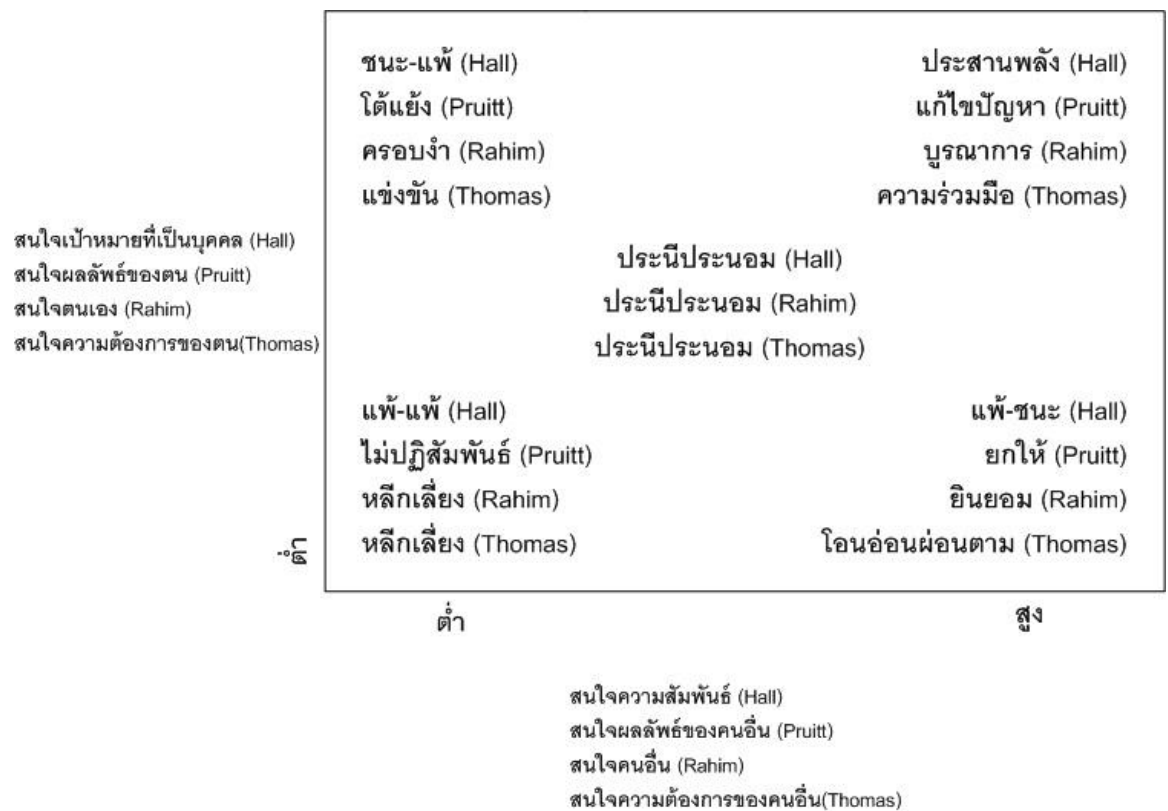 ชนะ-แพ้ (Hall) ประสานพลัง (Hall)
โต้แย้ง (Pruitt) แก้ไขปัญหา (Pruitt)
ครอบงำ (Rahim) บูรณาการ (Rahim)
แข่งขัน (Thomas) ความร่วมมือ (Thomas)
สนใจเป้าหมายที่เป็นบุคคล (Hall)
สนใจผลลัพธ์ของตน (Pruitt)
สนใจตนเอง (Rahim)
สนใจความต้องการของตน(Thomas)
ประนีประนอม (Hall)
ประนีประนอม (Rahim)
ประนีประนอม (Thomas)
แพ้-แพ้ (Hall) แพ้-ชนะ (Hall)
ไม่ปฏิสัมพันธ์ (Pruitt) ยกให้ (Pruitt)
หลีกเลี่ยง (Rahim) ยินยอม (Rahim)
หลีกเลี่ยง (Thomas) โอนอ่อนผ่อนตาม (Thomas)
ต่ำ
ต่ำ สูง
สนใจความสัมพันธ์ (Hall)
สนใจผลลัพธ์ของคนอื่น (Pruitt)
สนใจคนอื่น (Rahim)
สนใจความต้องการของคนอื่น(Thomas)